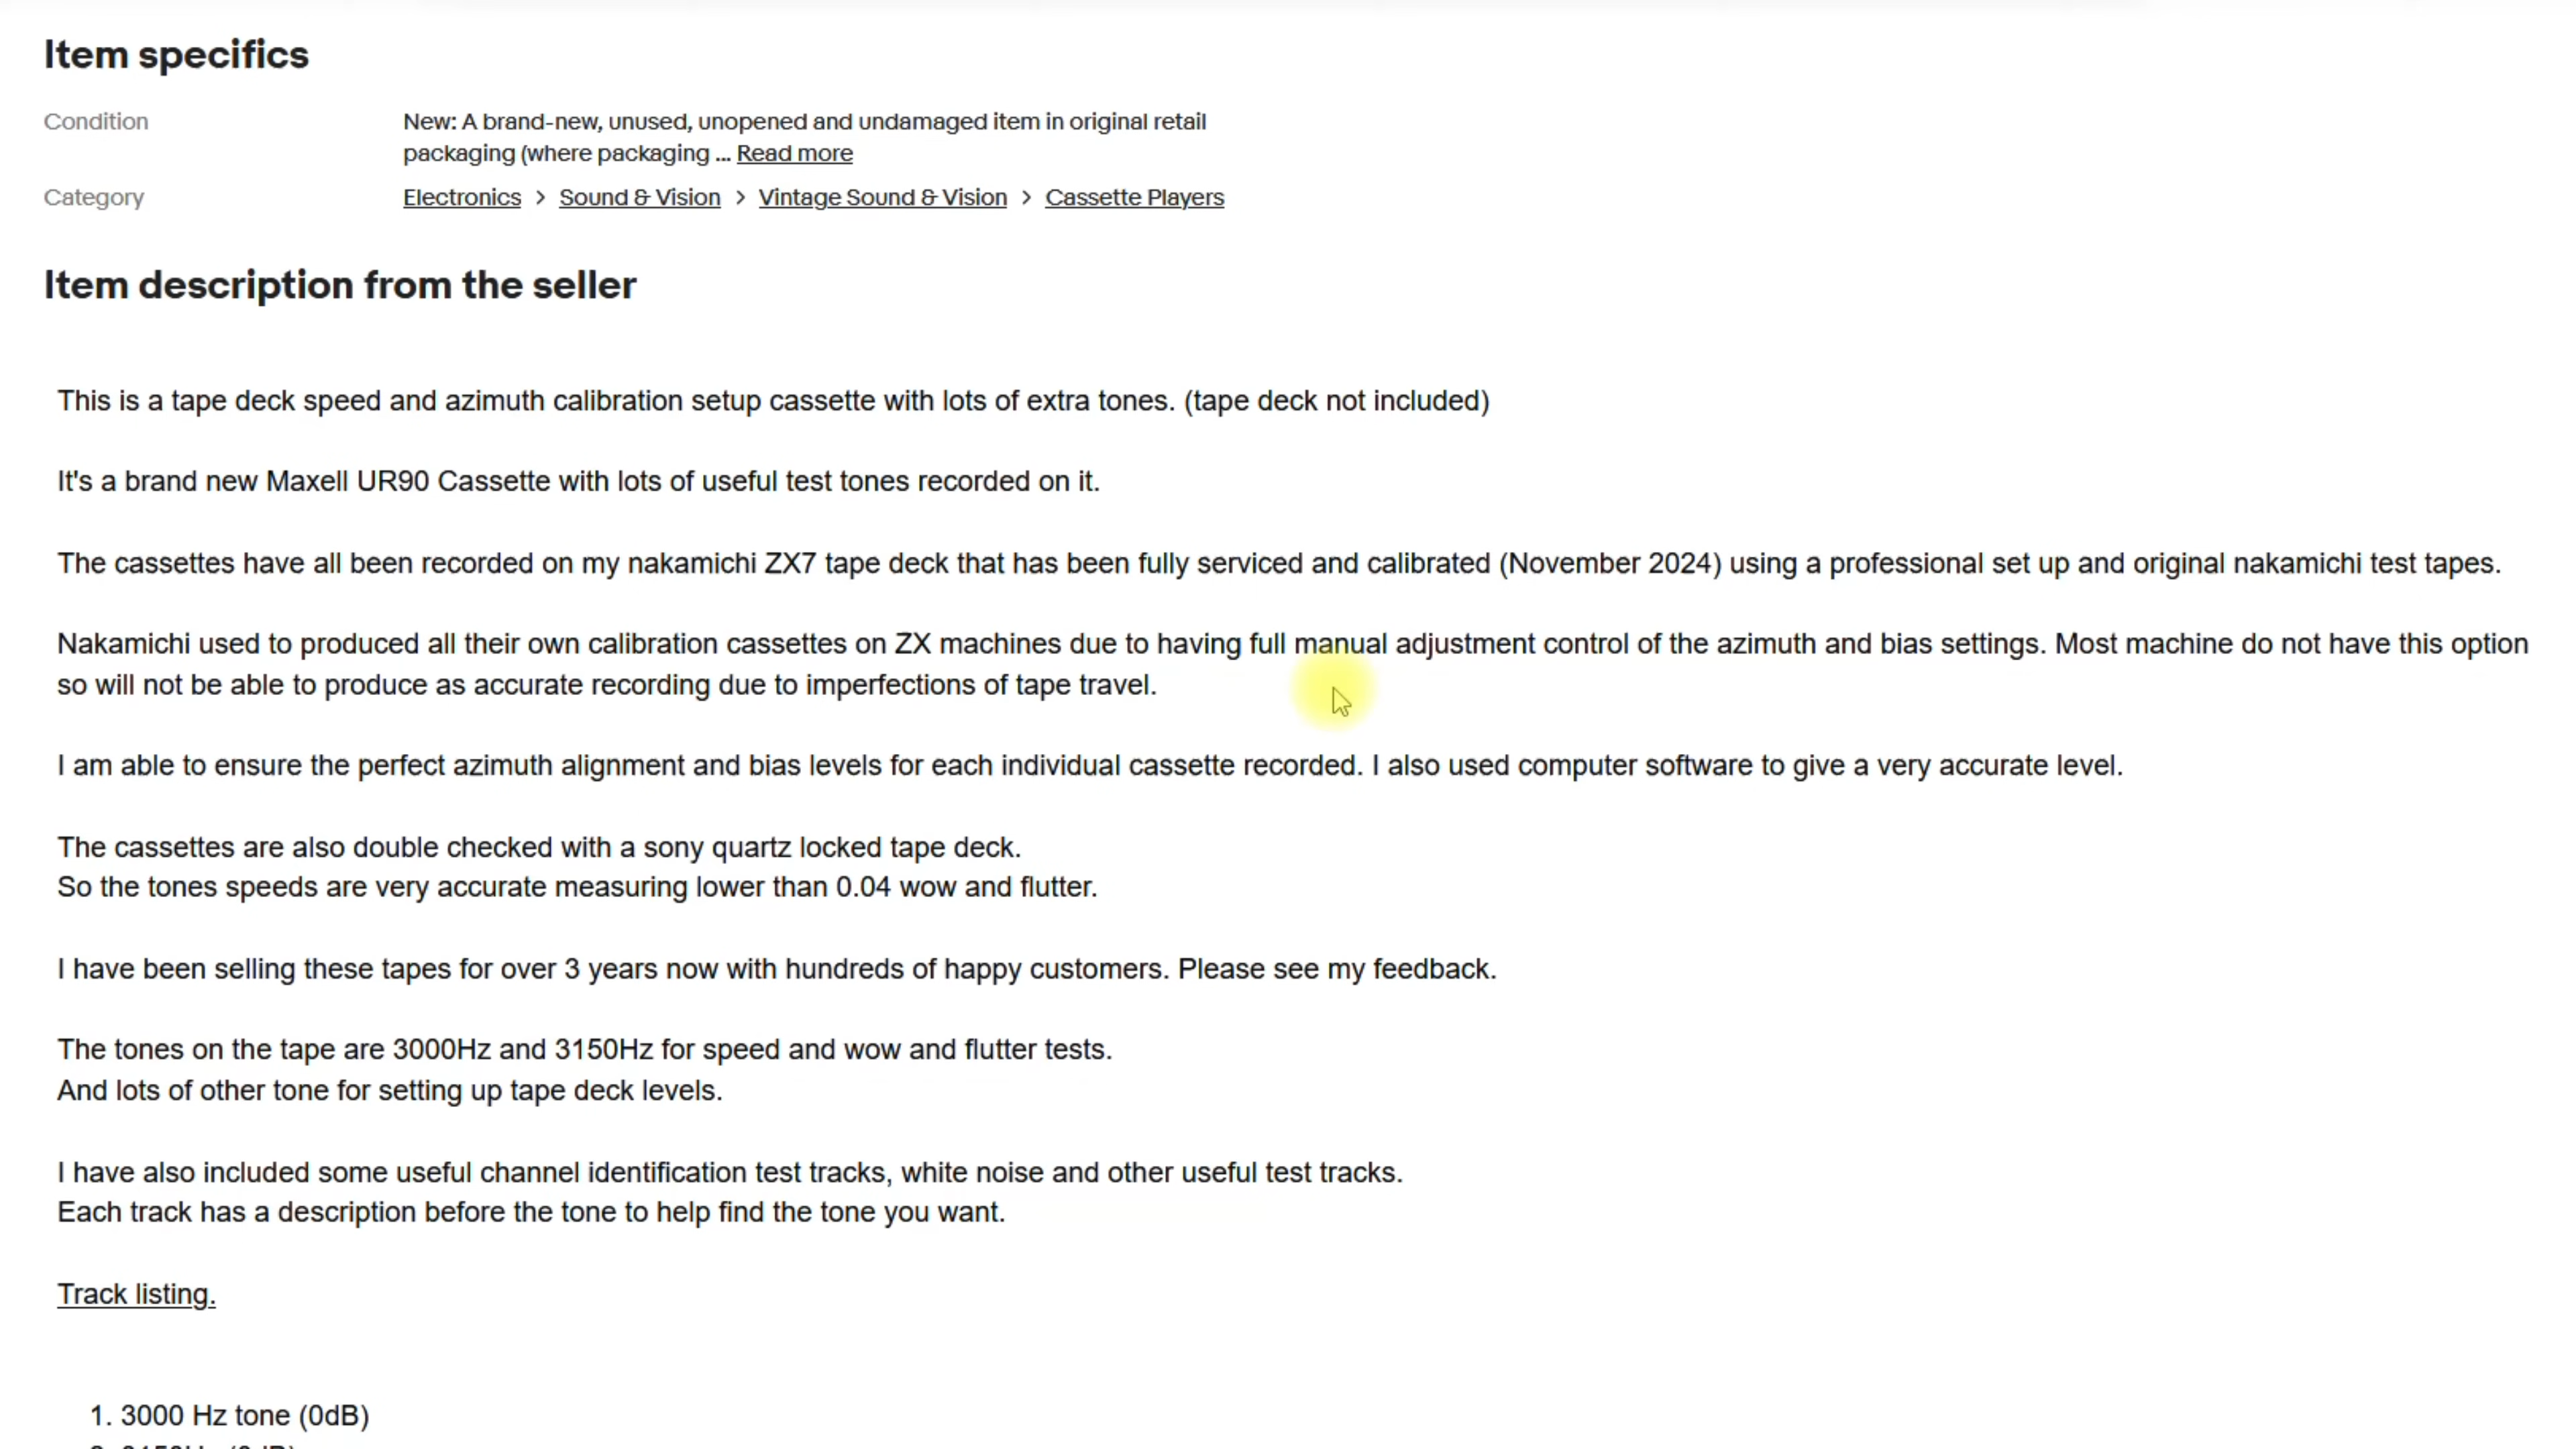 Item specifics
Condition
New: A brand-new, unused, unopened and undamaged item in original retail
packaging (where packaging ... Read more
Category
Electronics > Sound & Vision > Vintage Sound & Vision > Cassette Players
Item description from the seller
This is a tape deck speed and azimuth calibration setup cassette with lots of extra tones. (tape deck not included)
It's a brand new Maxell UR90 Cassette with lots of useful test tones recorded on it.
The cassettes have all been recorded on my nakamichi ZX7 tape deck that has been fully serviced and calibrated (November 2024) using a professional set up and original nakamichi test tapes.
Nakamichi used to produced all their own calibration cassettes on ZX machines due to having full manual adjustment control of the azimuth and bias settings. Most machine do not have this option
so will not be able to produce as accurate recording due to imperfections of tape travel.
I am able to ensure the perfect azimuth alignment and bias levels for each individual cassette recorded. I also used computer software to give a very accurate level.
The cassettes are also double checked with a sony quartz locked tape deck.
So the tones speeds are very accurate measuring lower than 0.04 wow and flutter.
I have been selling these tapes for over 3 years now with hundreds of happy customers. Please see my feedback.
The tones on the tape are 3000Hz and 3150Hz for speed and wow and flutter tests.
And lots of other tone for setting up tape deck levels.
I have also included some useful channel identification test tracks, white noise and other useful test tracks.
Each track has a description before the tone to help find the tone you want.
Track listing.
1. 3000 Hz tone (0dB)